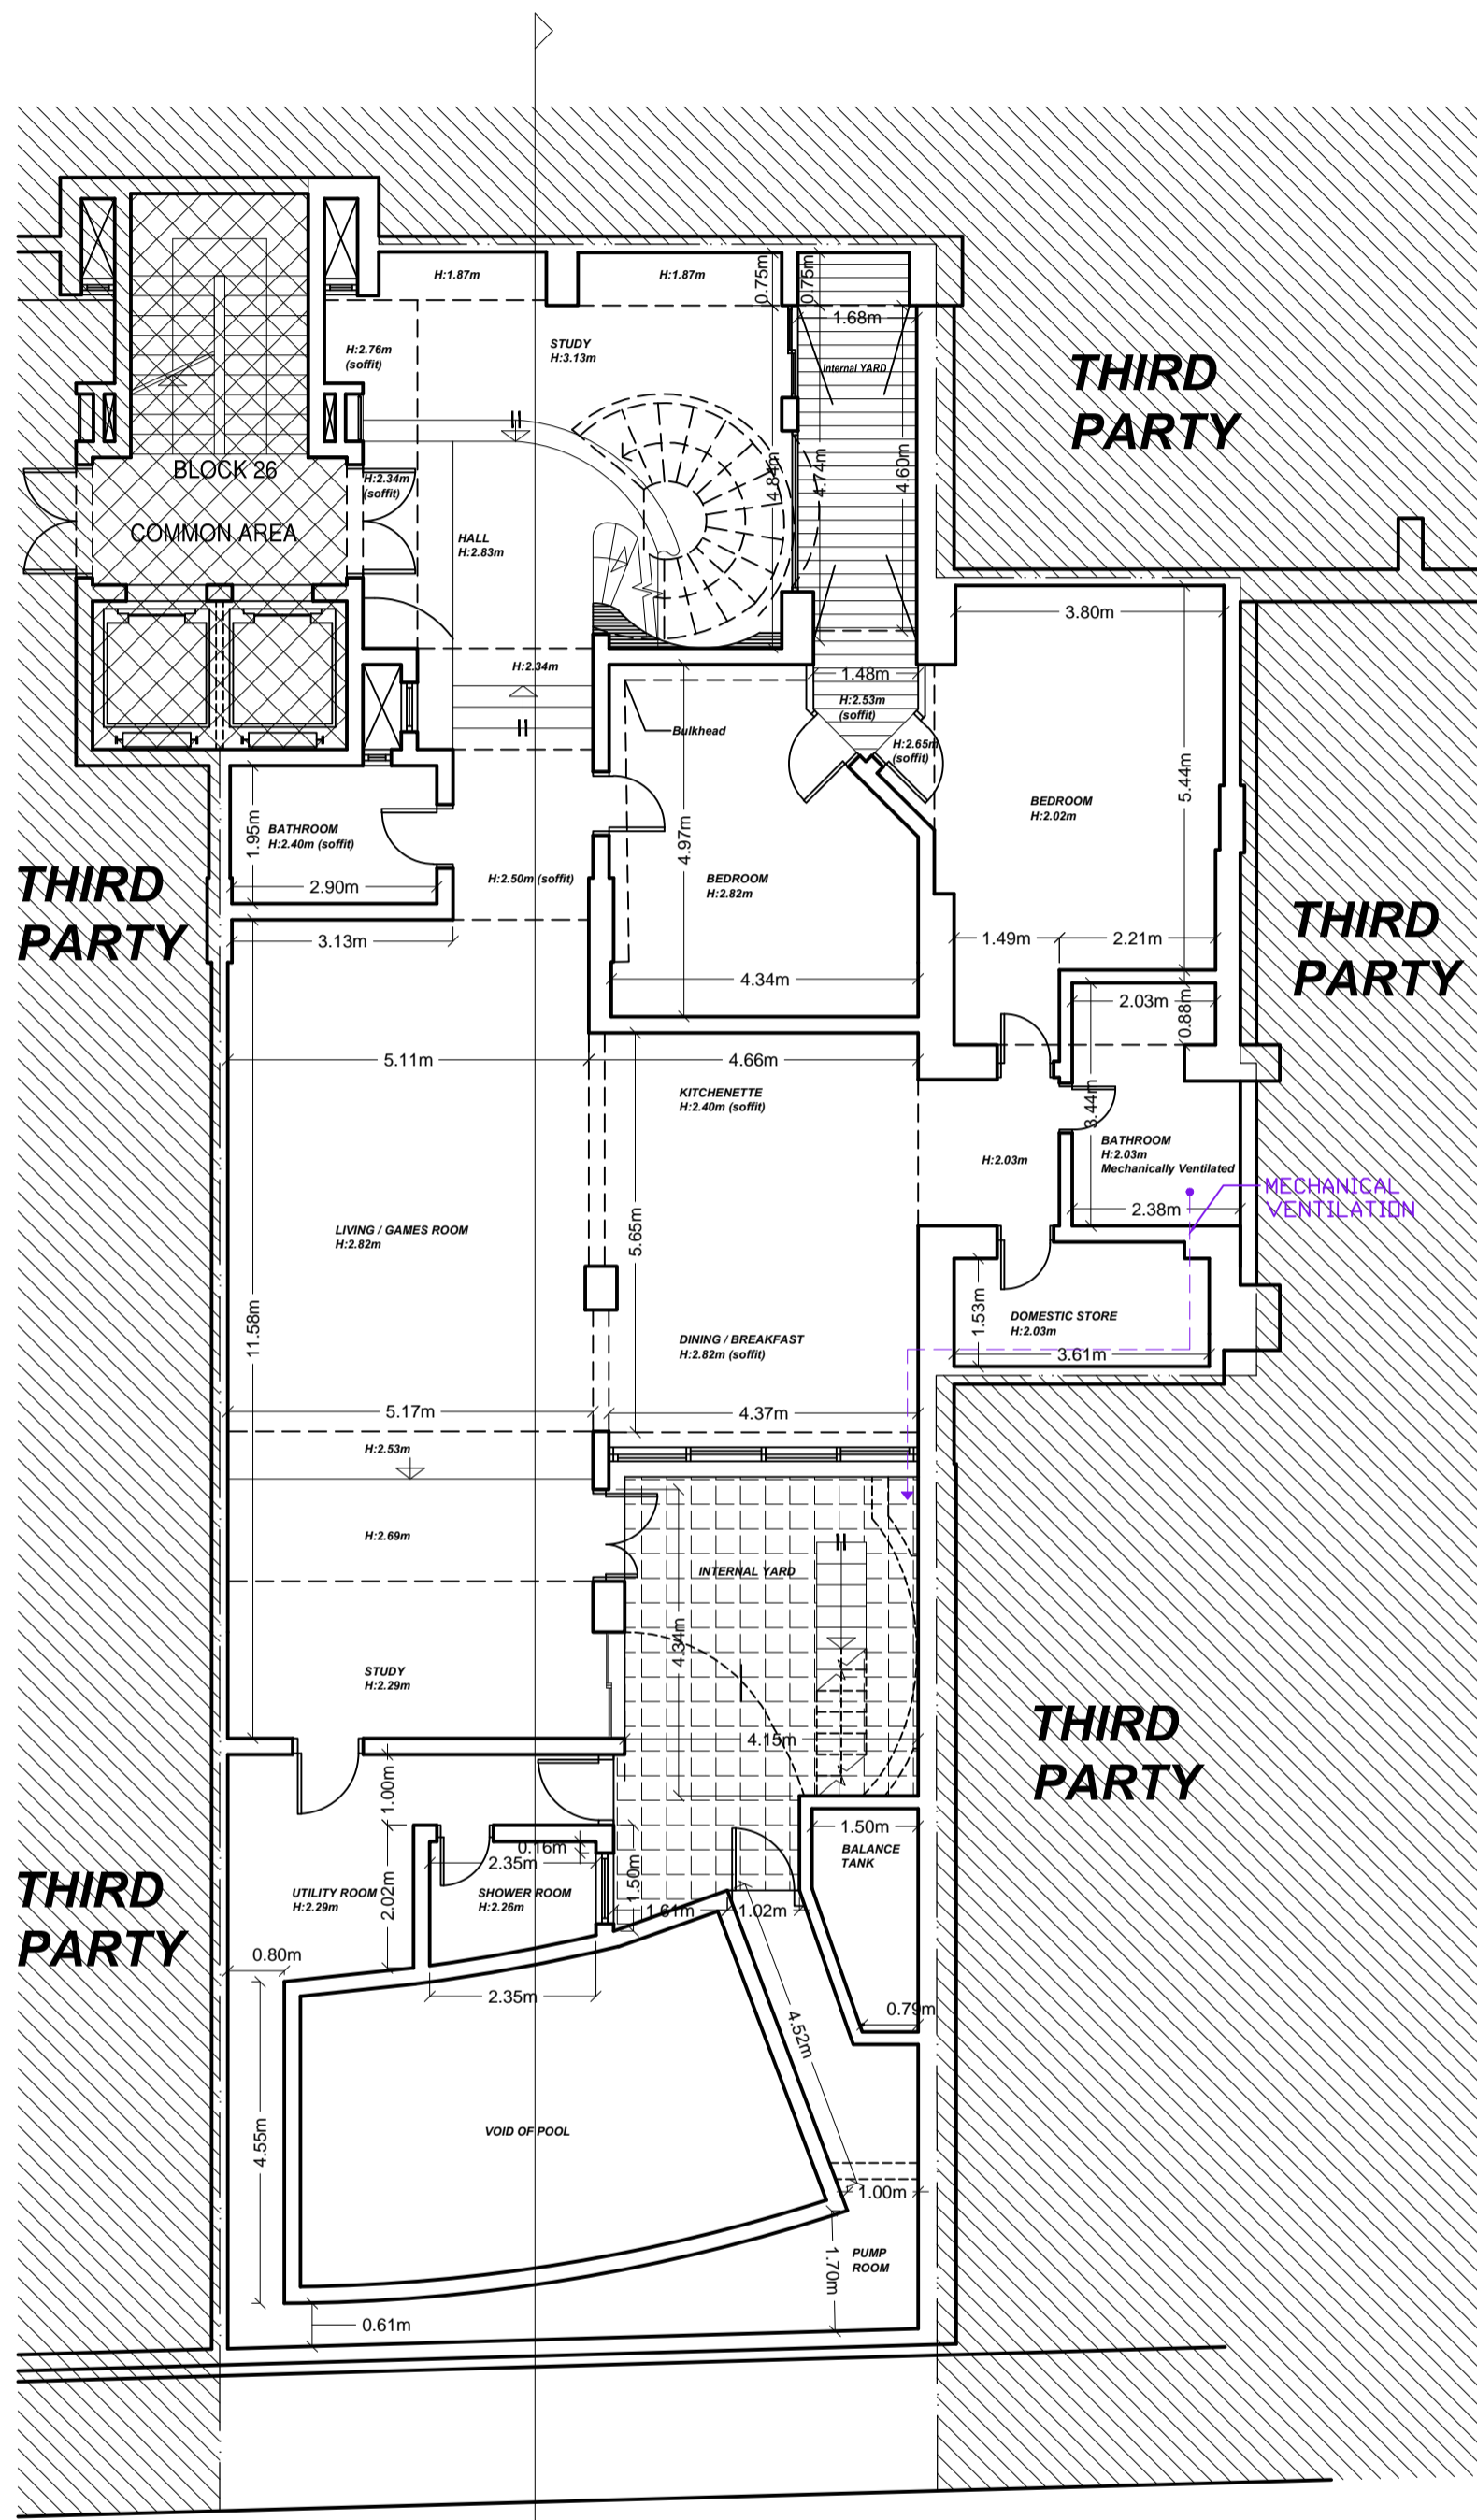 H:1.87m
H:1.87m
0.75m
0.75m
1.68m
H:2.76m
(soffit)
STUDY
H:3.13m
Internal YARD
THIRD
PARTY
BLOCK 26
H:2.34m
(soffit)
4.84m
4.74m
4.60m
COMMON AREA
HALL
H:2.83m
3.80m
H:2.34m
1.48m
H:2.53m
(soffit)
Bulkhead
H:2.65m
(soffit)
5.44m
BEDROOM
H:2.02m
BATHROOM
H:2.40m (soffit)
1.95m
4.97m
2.90m
H:2.50m (soffit)
BEDROOM
H:2.82m
THIRD
PARTY
THIRD
PARTY
3.13m
1.49m
2.21m
4.34m
2.03m
0.88m
5.11m
4.66m
KITCHENETTE
H:2.40m (soffit)
3.44m
BATHROOM
H:2.03m
Mechanically Ventilated
H:2.03m
MECHANICAL
VENTILATION
2.38m
LIVING / GAMES ROOM
H:2.82m
5.65m
11.58m
1.53m
DOMESTIC STORE
H:2.03m
DINING / BREAKFAST
H:2.82m (soffit)
3.61m
5.17m
4.37m
H:2.53m
H:2.69m
INTERNAL YARD
4.34m
STUDY
H:2.29m
4.15m
THIRD
PARTY
1.00m
1.50m
BALANCE
TANK
0.16m
2.35m
UTILITY ROOM
H:2.29m
2.02m
SHOWER ROOM
H:2.26m
1.50m
1.61m
1.02m
THIRD
PARTY
0.80m
2.35m
0.79m
4.52m
4.55m
VOID OF POOL
1.00m
PUMP
ROOM
1.70m
0.61m